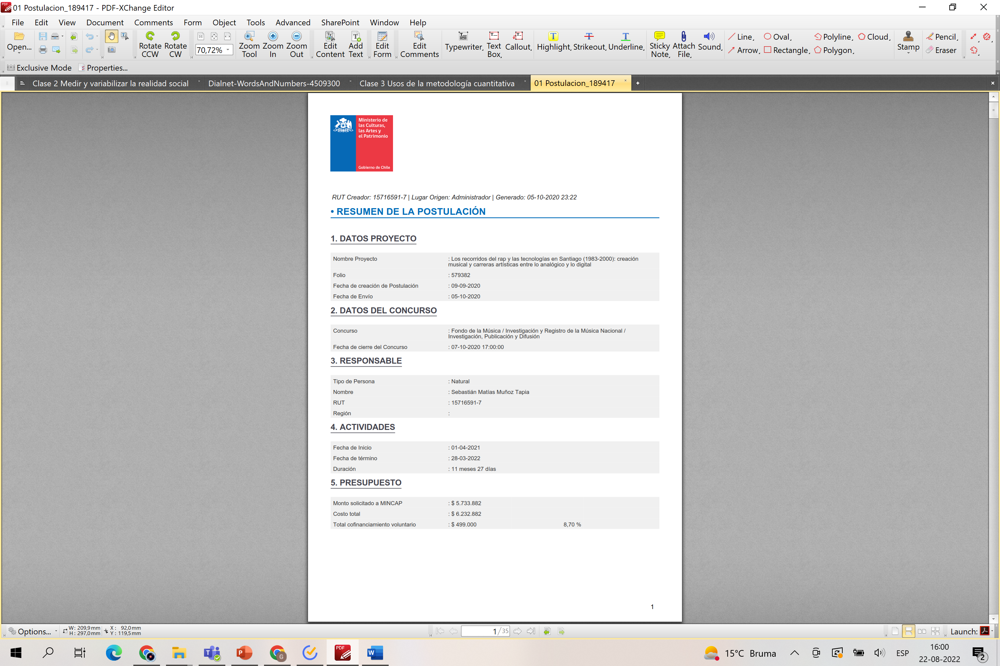 01 Postulacion_189417 - PDF-XChange Editor
File Edit View Document Comments Form Object Tools Advanced SharePoint Window Help
Open... Rotate CCW Rotate CW 70,72% Zoom Tool Zoom In Zoom Out Edit Content Add Text Edit Form Edit Comments Typewriter Text Box Callout Highlight Strikeout Underline Sticky Note Attach File Sound Line Arrow Oval Rectangle Polyline Polygon Cloud Stamp Pencil Eraser
Exclusive Mode Properties...
Clase 2 Medir y variabilizar la realidad social Dialnet-WordsAndNumbers-4509300 Clase 3 Usos de la metodología cuantitativa 01 Postulacion_189417
Ministerio de
las Culturas,
las Artes y
el Patrimonio
Gobierno de Chile
RUT Creador: 15716591-7 | Lugar Origen: Administrador | Generado: 05-10-2020 23:22
• RESUMEN DE LA POSTULACIÓN
1. DATOS PROYECTO
Nombre Proyecto : Los recorridos del rap y las tecnologías en Santiago (1983-2000): creación
musical y carreras artísticas entre lo analógico y lo digital
Folio : 579382
Fecha de creación de Postulación : 09-09-2020
Fecha de Envío : 05-10-2020
2. DATOS DEL CONCURSO
Concurso : Fondo de la Música / Investigación y Registro de la Música Nacional /
Investigación, Publicación y Difusión
Fecha de cierre del Concurso : 07-10-2020 17:00:00
3. RESPONSABLE
Tipo de Persona : Natural
Nombre : Sebastián Matías Muñoz Tapia
RUT : 15716591-7
Región :
4. ACTIVIDADES
Fecha de Inicio : 01-04-2021
Fecha de término : 28-03-2022
Duración : 11 meses 27 días
5. PRESUPUESTO
Monto solicitado a MINCAP : $ 5.733.882
Costo total : $ 6.232.882
Total cofinanciamiento voluntario : $ 499.000 8,70 %
1
Options... W: 209,9 mm X: 92,0 mm 1 /35 Launch:
H: 297,0 mm Y: 119,5 mm
15°C Bruma ESP 16:00
22-08-2022 2